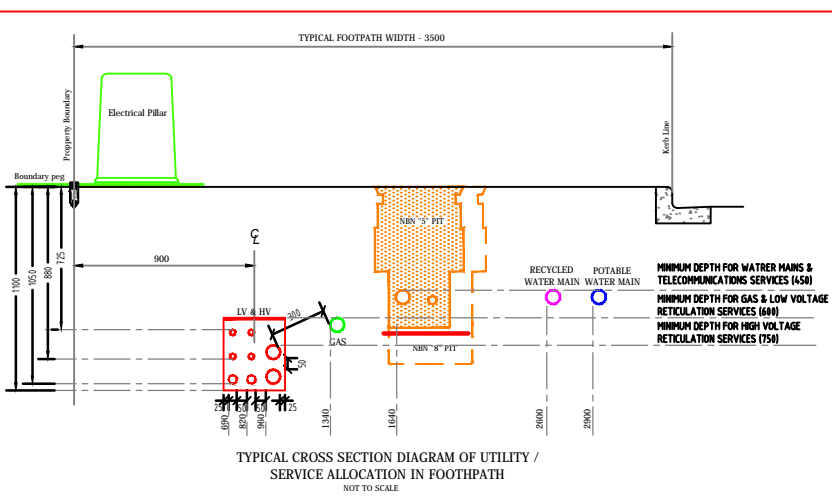 TYPICAL FOOTPATH WIDTH - 3500
Propperty Boundary
Electrical Pillar
Kerb Line
Boundary peg
NBN "5" PIT
900
725
880
1050
1100
RECYCLED
WATER MAIN
POTABLE
WATER MAIN
MINIMUM DEPTH FOR WATRER MAINS &
TELECOMMUNICATIONS SERVICES (450)
MINIMUM DEPTH FOR GAS & LOW VOLTAGE
RETICULATION SERVICES (600)
MINIMUM DEPTH FOR HIGH VOLTAGE
RETICULATION SERVICES (750)
LV & HV
300
GAS
NBN "8" PIT
50
25
50
50
25
690
820
960
1340
1640
2600
2900
TYPICAL CROSS SECTION DIAGRAM OF UTILITY /
SERVICE ALLOCATION IN FOOTHPATH
NOT TO SCALE